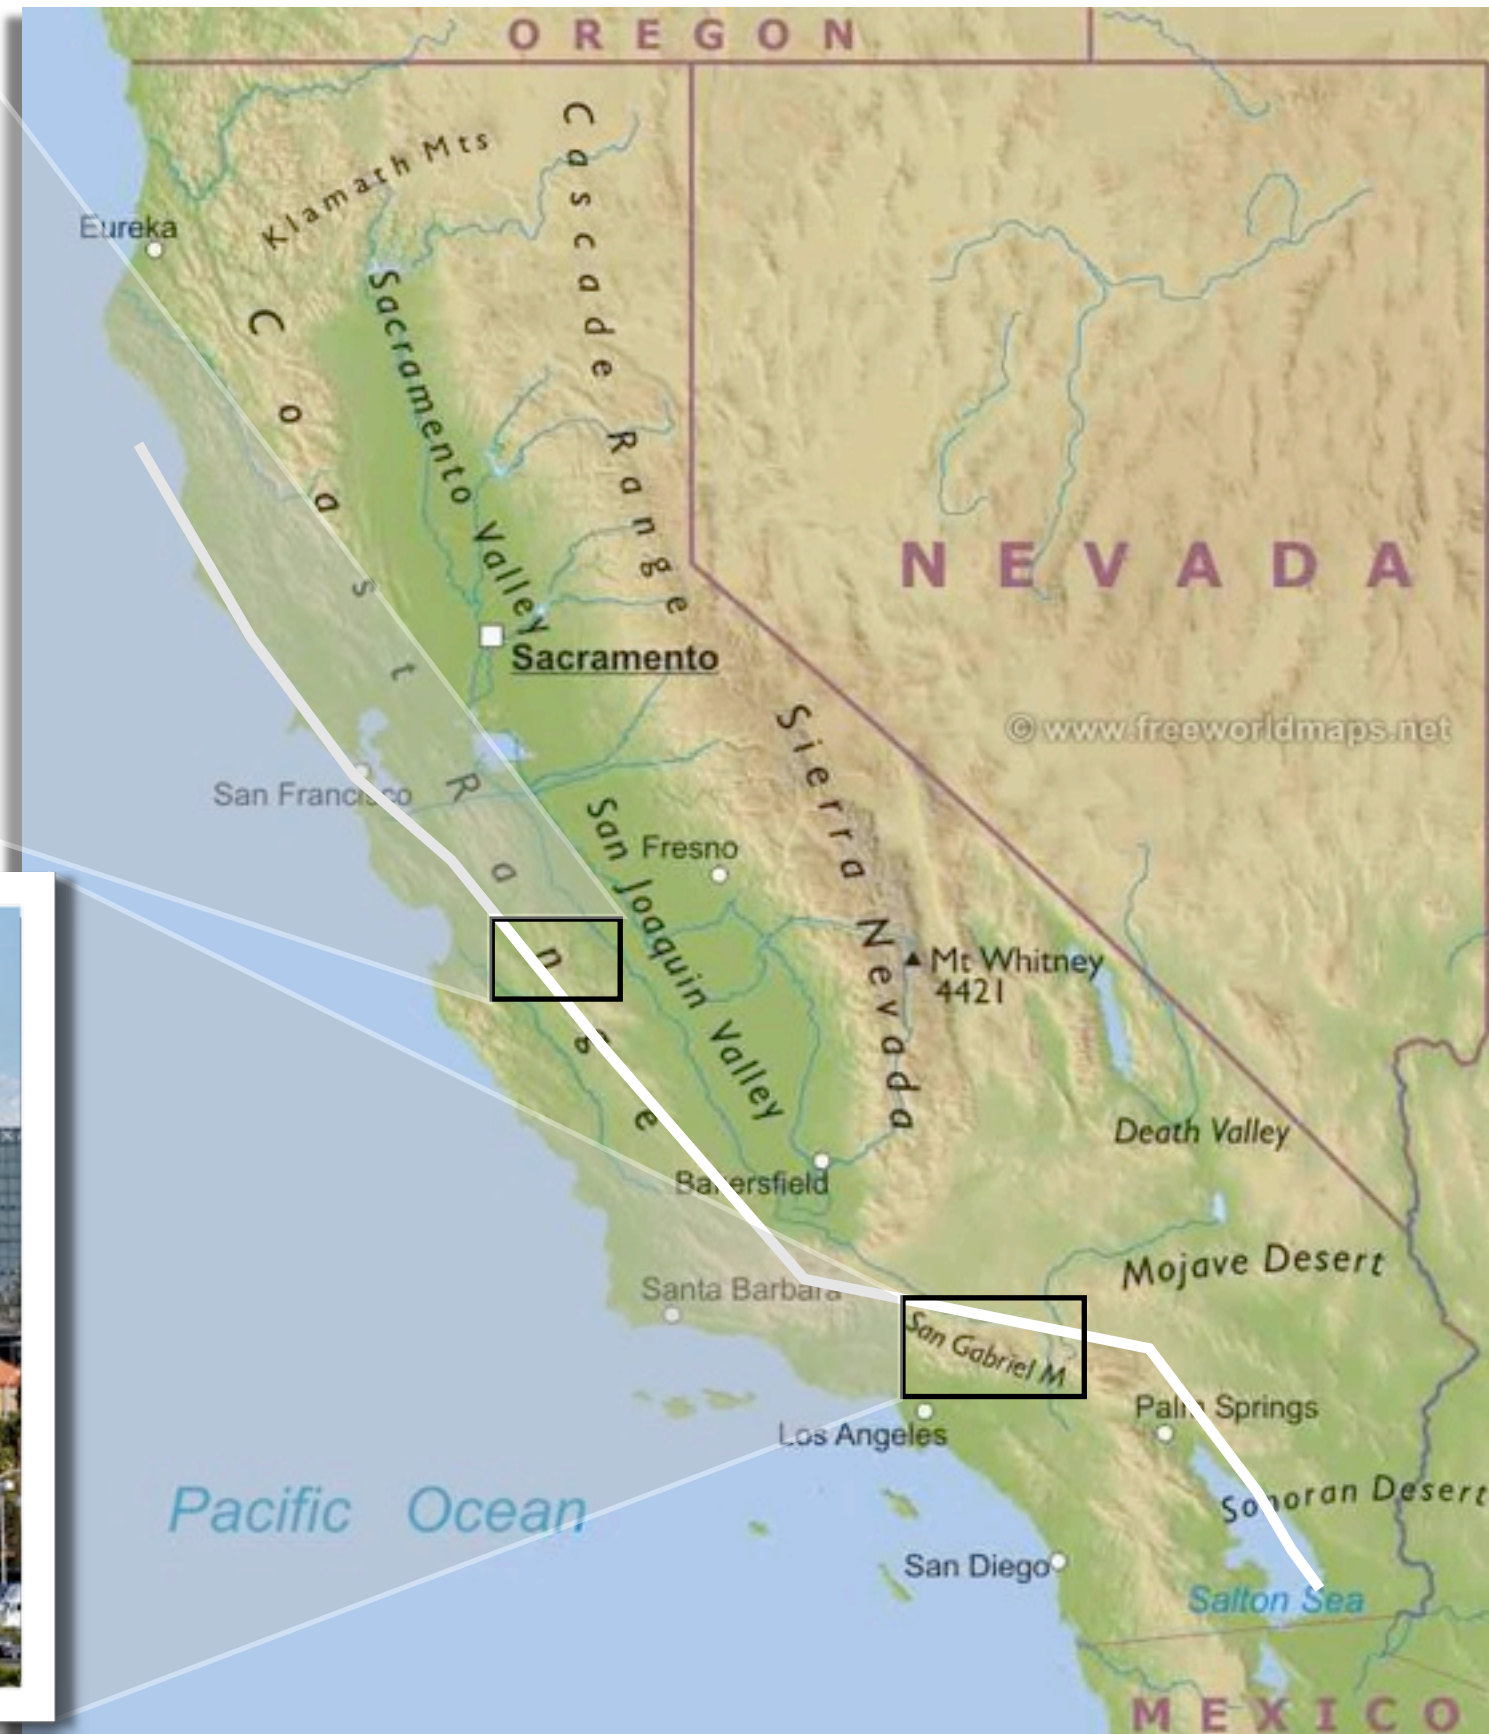 OREGON
Klamath Mts
Cascade Range
Eureka
Sacramento Valley
Coast Range
NEVADA
Sacramento
© www.freeworldmaps.net
Sierra Nevada
San Francisco
San Joaquin Valley
Fresno
Mt Whitney
4421
Death Valley
Bakersfield
Mojave Desert
Santa Barbara
San Gabriel M
Palm Springs
Los Angeles
Sonoran Desert
Pacific Ocean
San Diego
Salton Sea
MEXICO